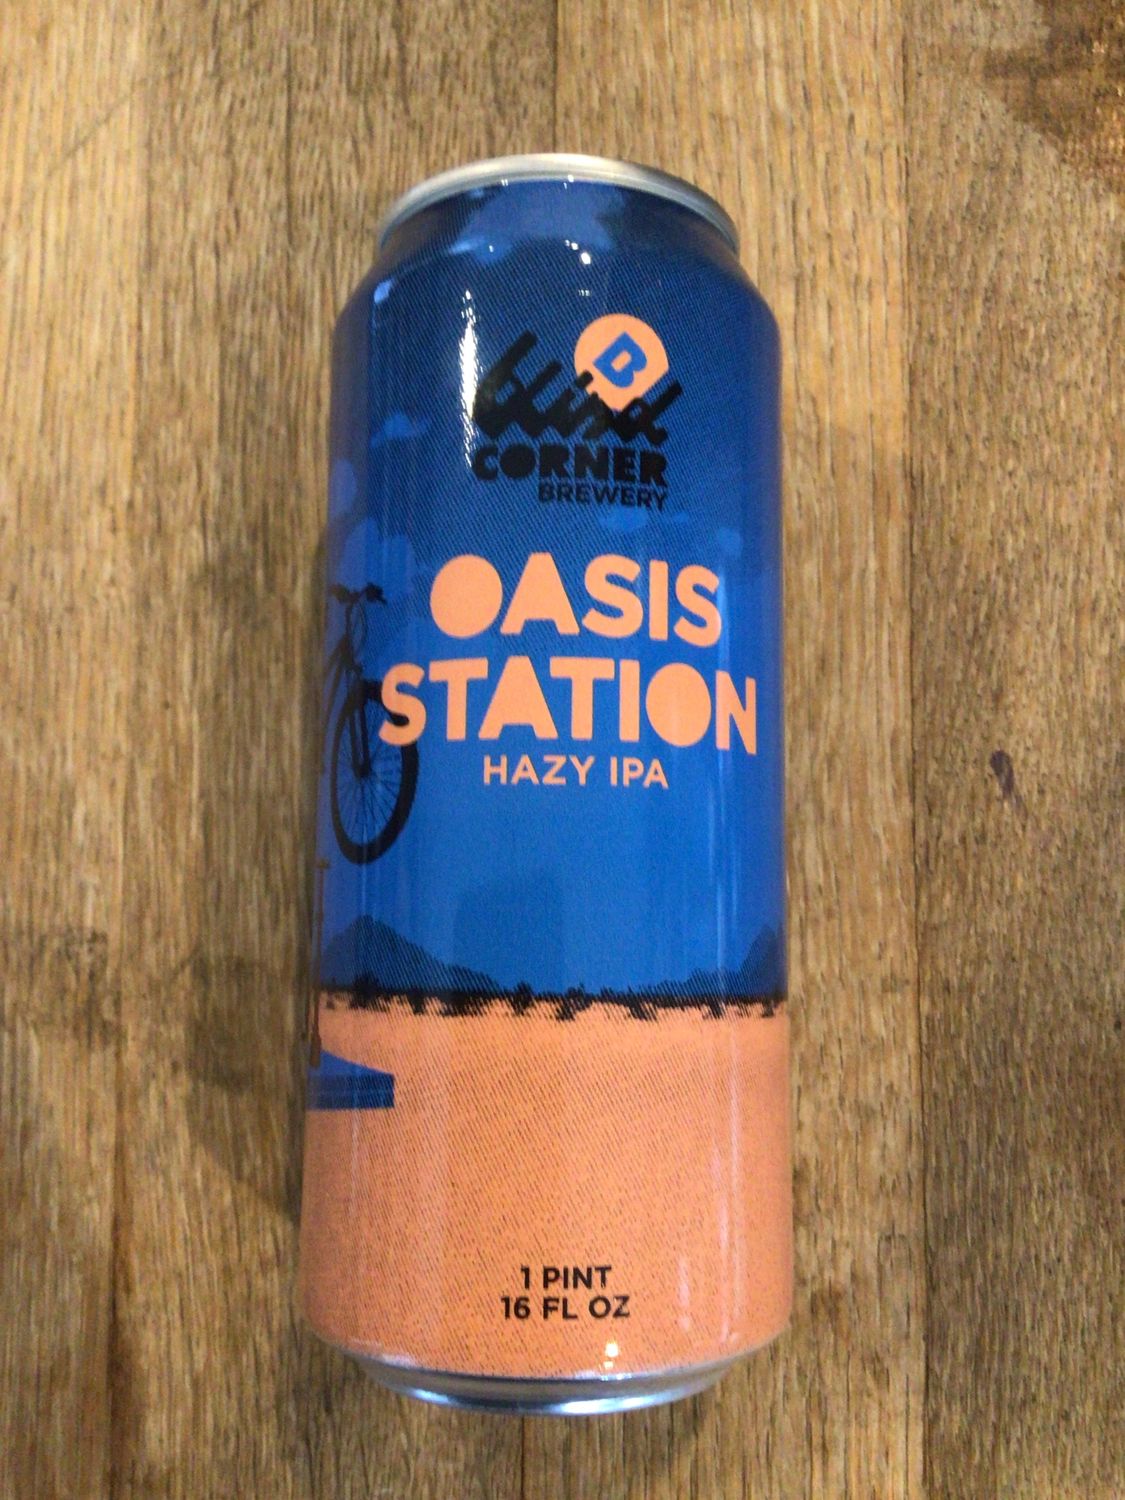 B
blind
CORNER
BREWERY
OASIS
STATION
HAZY IPA
1 PINT
16 FL OZ